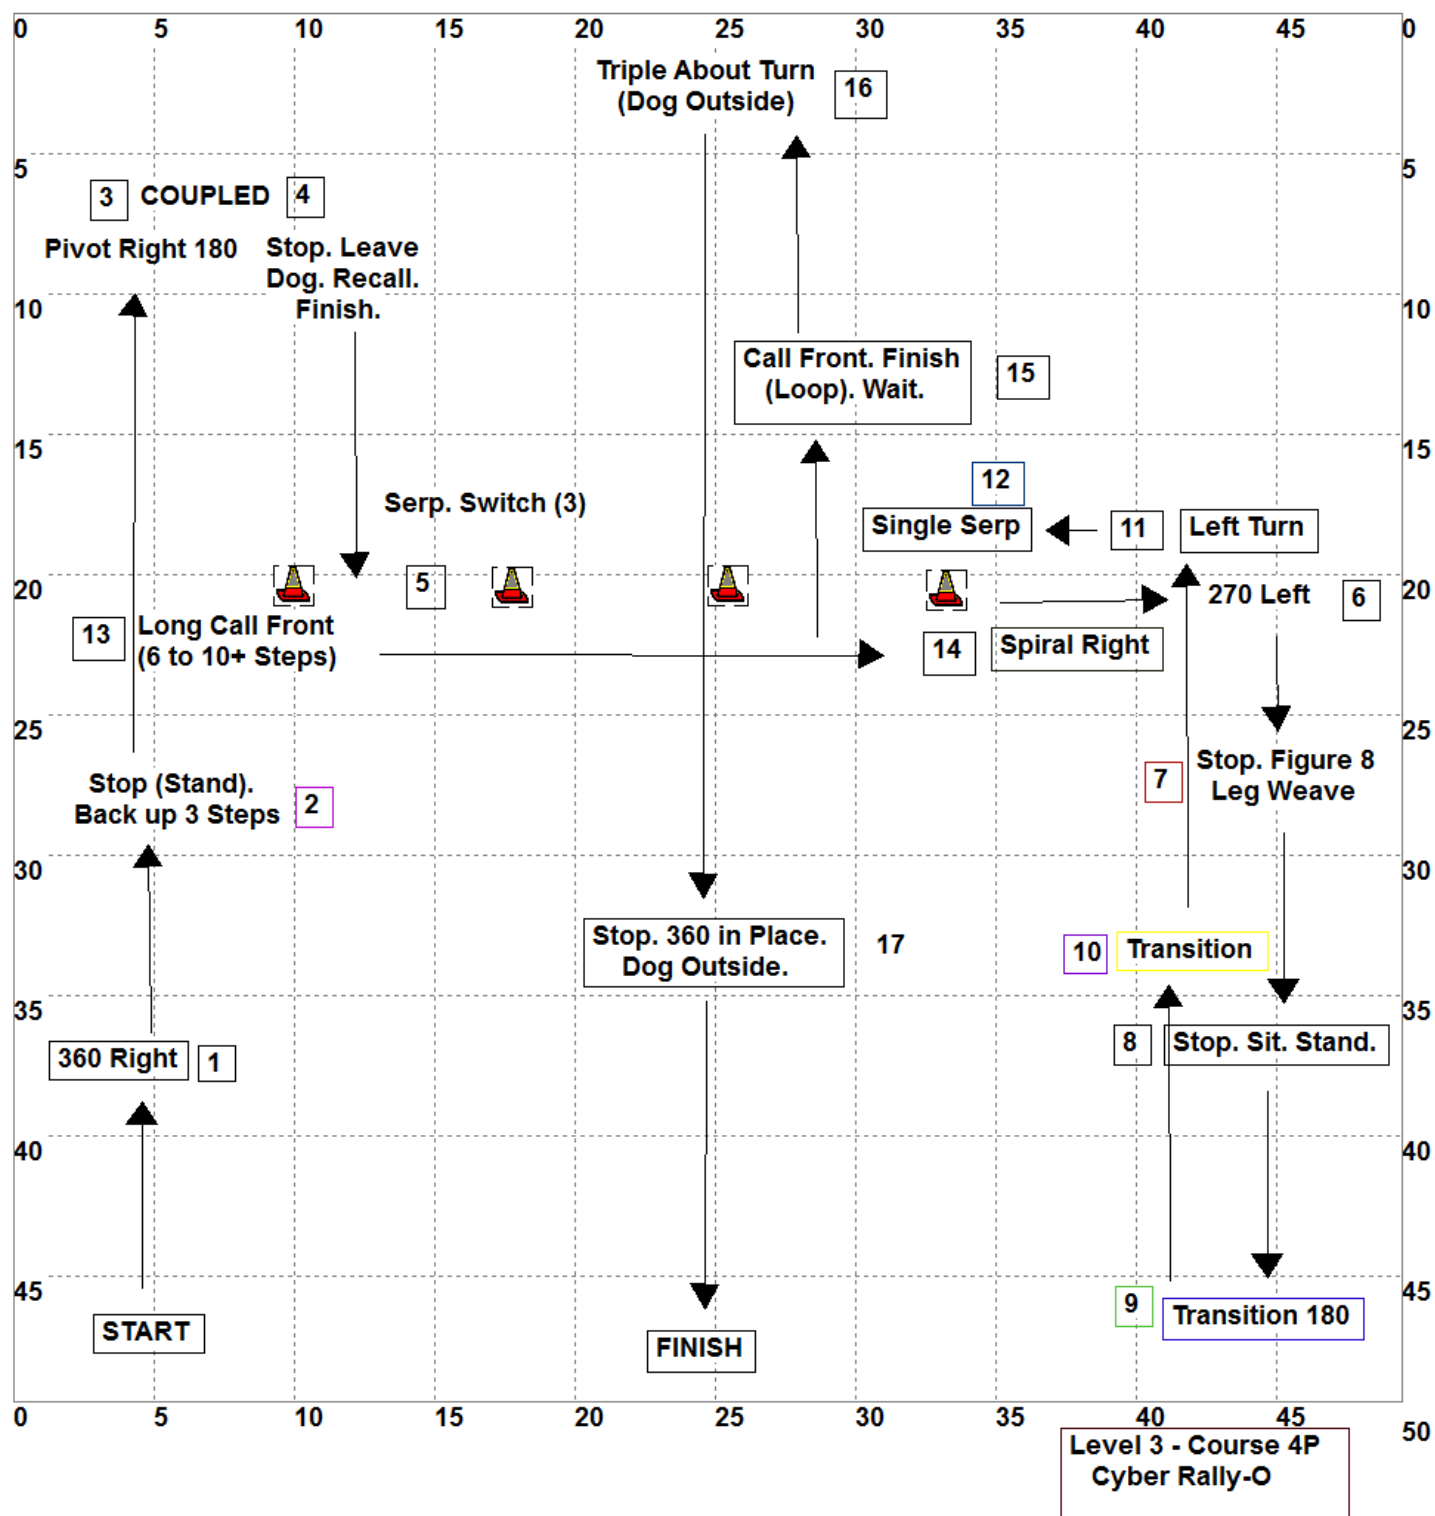 0 5 10 15 20 25 30 35 40 45 0
Triple About Turn
(Dog Outside)
16
5 5
3 COUPLED 4
Pivot Right 180
Stop. Leave
Dog. Recall.
Finish.
10 10
Call Front. Finish
(Loop). Wait.
15
15 15
12
Serp. Switch (3)
Single Serp
11
Left Turn
20 20
5
270 Left
6
13
Long Call Front
(6 to 10+ Steps)
14
Spiral Right
25 25
Stop (Stand).
Back up 3 Steps
2
7
Stop. Figure 8
Leg Weave
30 30
Stop. 360 in Place.
Dog Outside.
17
10
Transition
35 35
360 Right
1
8
Stop. Sit. Stand.
40 40
45 45
START
9
Transition 180
FINISH
0 5 10 15 20 25 30 35 40 45 50
Level 3 - Course 4P
Cyber Rally-O